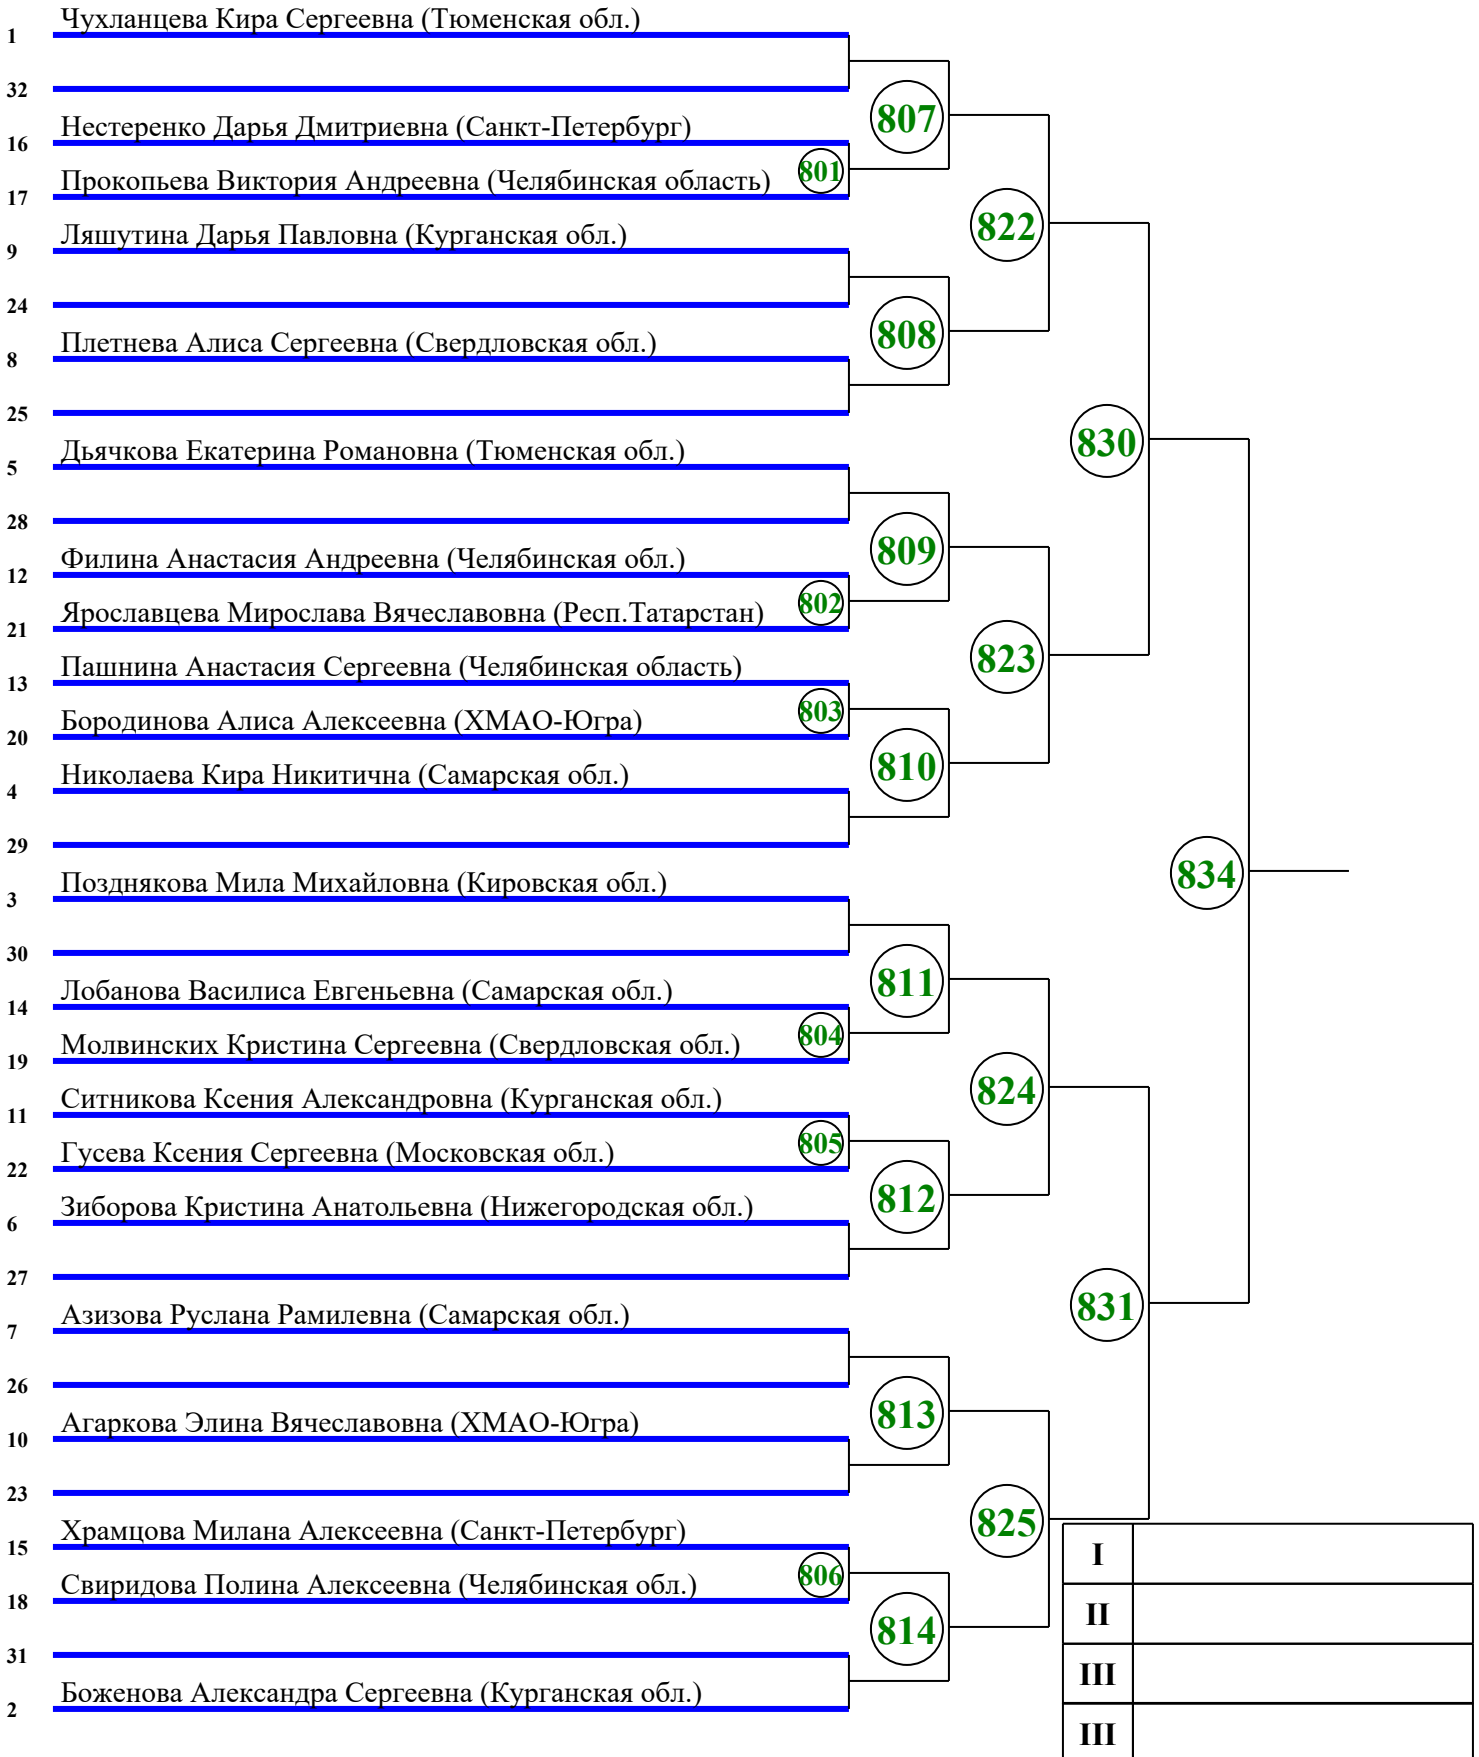 Чухланцева Кира Сергеевна (Тюменская обл.)
1
32
807
Нестеренко Дарья Дмитриевна (Санкт-Петербург)
16
801
Прокопьева Виктория Андреевна (Челябинская область)
17
822
Ляшутина Дарья Павловна (Курганская обл.)
9
24
808
Плетнева Алиса Сергеевна (Свердловская обл.)
8
25
830
Дьячкова Екатерина Романовна (Тюменская обл.)
5
28
809
Филина Анастасия Андреевна (Челябинская обл.)
12
802
Ярославцева Мирослава Вячеславовна (Респ.Татарстан)
21
823
Пашнина Анастасия Сергеевна (Челябинская область)
13
803
Бородинова Алиса Алексеевна (ХМАО-Югра)
20
810
Николаева Кира Никитична (Самарская обл.)
4
29
834
Позднякова Мила Михайловна (Кировская обл.)
3
30
811
Лобанова Василиса Евгеньевна (Самарская обл.)
14
804
Молвинских Кристина Сергеевна (Свердловская обл.)
19
824
Ситникова Ксения Александровна (Курганская обл.)
11
805
Гусева Ксения Сергеевна (Московская обл.)
22
812
Зиборова Кристина Анатольевна (Нижегородская обл.)
6
27
831
Азизова Руслана Рамилевна (Самарская обл.)
7
26
813
Агаркова Элина Вячеславовна (ХМАО-Югра)
10
23
825
Храмцова Милана Алексеевна (Санкт-Петербург)
15
806
Свиридова Полина Алексеевна (Челябинская обл.)
18
814
31
Боженова Александра Сергеевна (Курганская обл.)
2
I
II
III
III